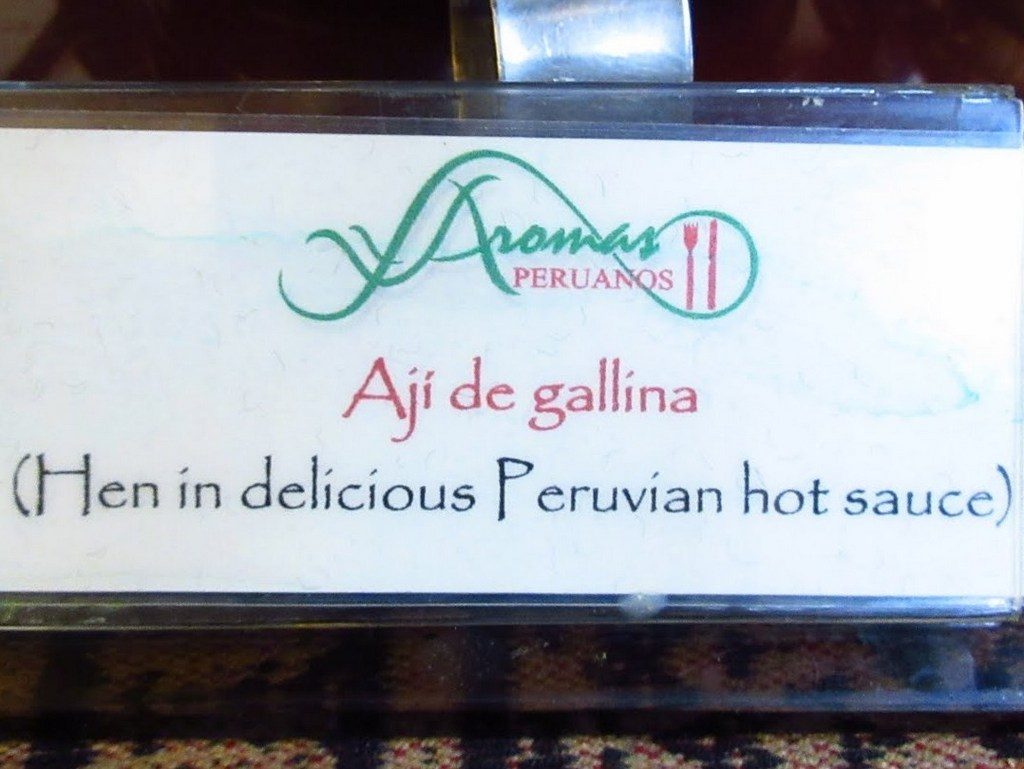 Aromas
PERUANOS
Ají de gallina
(Hen in delicious Peruvian hot sauce)